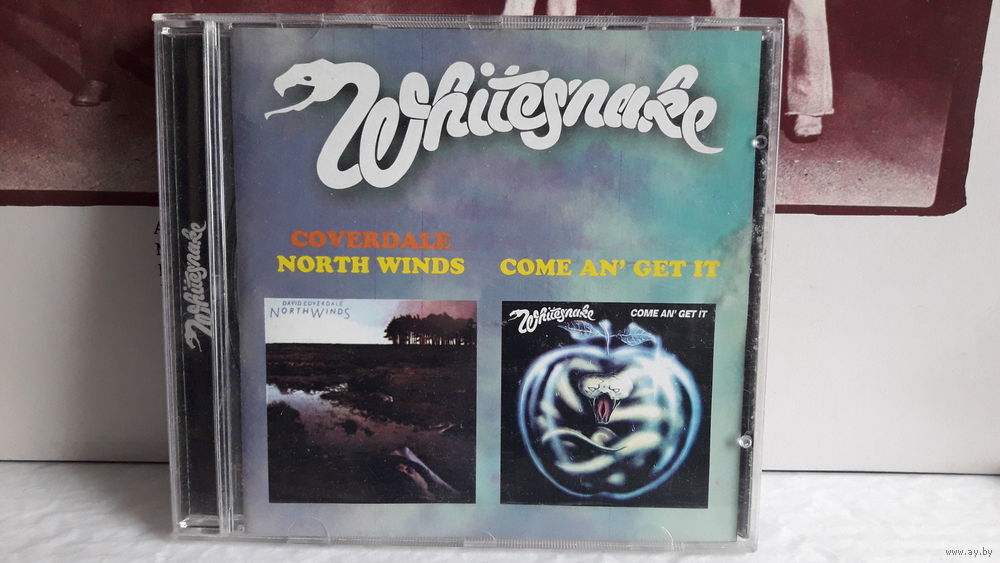 Whitesnake
Whitesnake
COVERDALE
NORTH WINDS
COME AN' GET IT
DAVID COVERDALE
NORTHWINDS
Whitesnake
COME AN' GET IT
www.ay.by